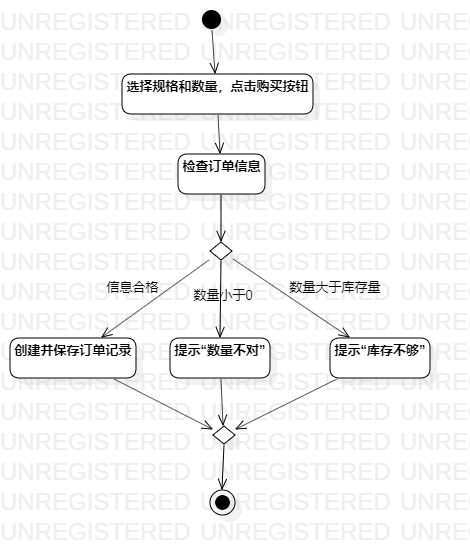 UNREGISTERED
选择规格和数量，点击购买按钮
检查订单信息
信息合格
数量小于0
数量大于库存量
创建并保存订单记录
提示“数量不对”
提示“库存不够”